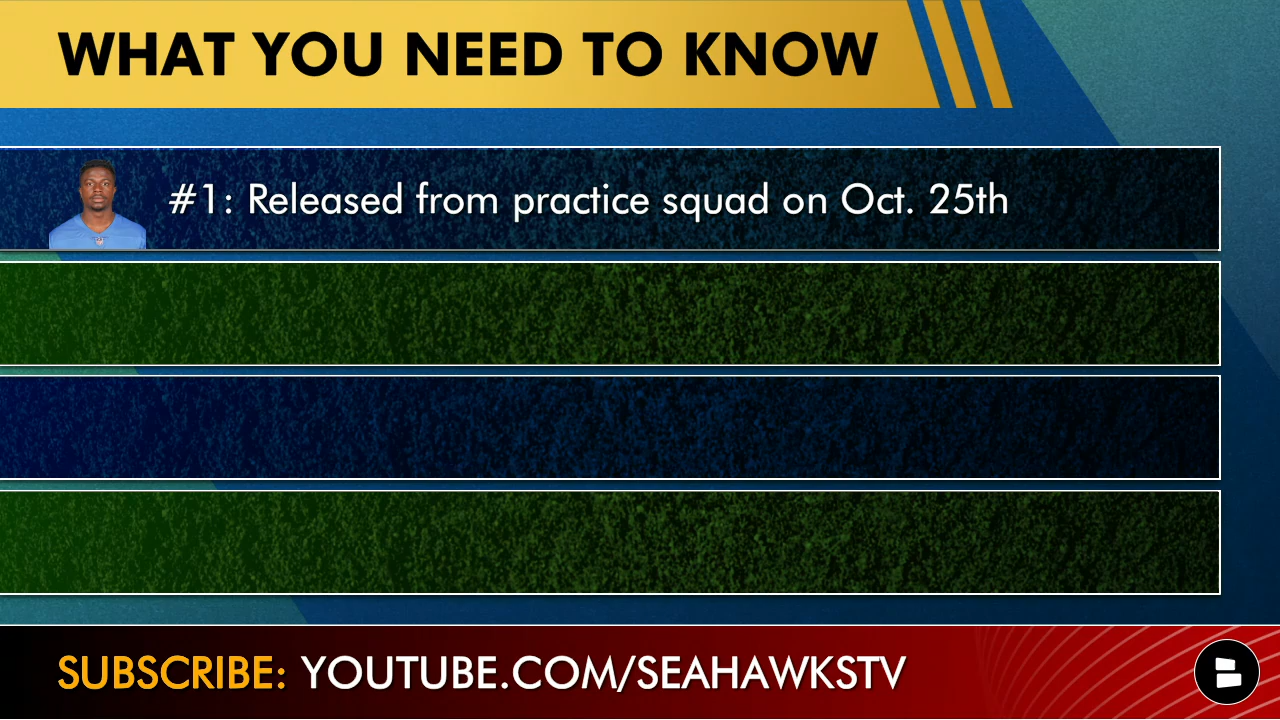 WHAT YOU NEED TO KNOW
#1: Released from practice squad on Oct. 25th
SUBSCRIBE: YOUTUBE.COM/SEAHAWKSTV